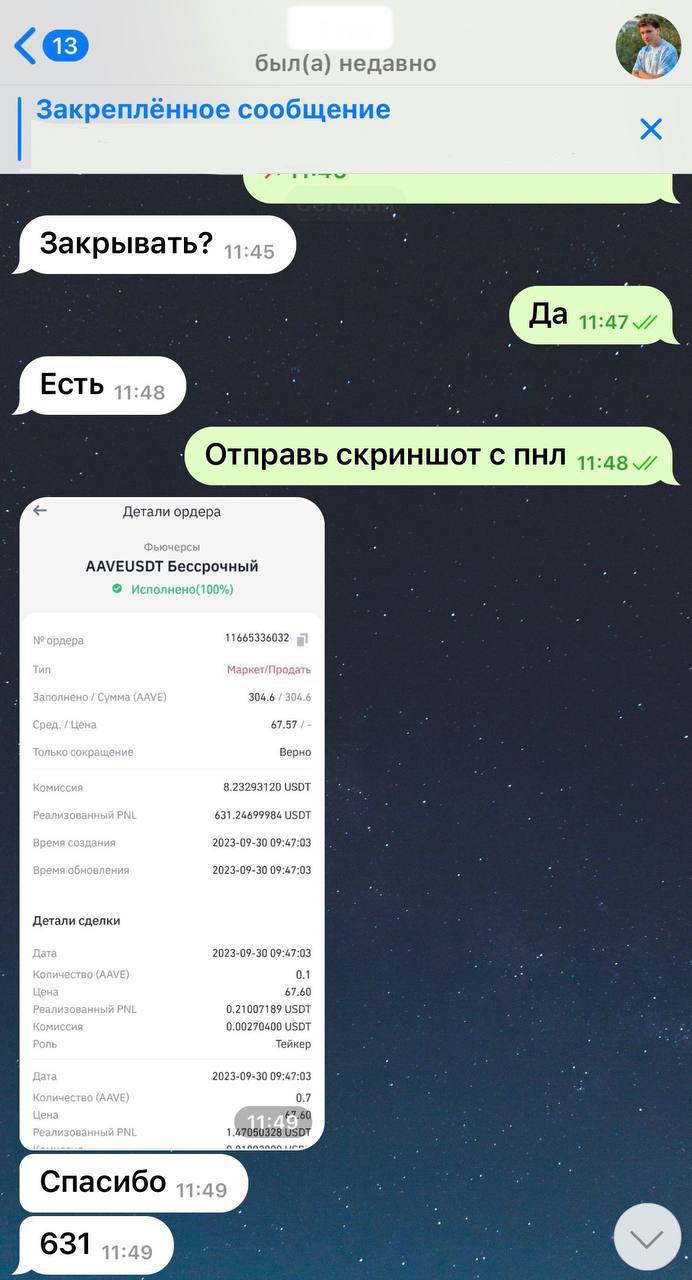 13
был(а) недавно
Закреплённое сообщение
11:46
Сегодня
Закрывать? 11:45
Да 11:47
Есть 11:48
Отправь скриншот с пнл 11:48
Детали ордера
Фьючерсы
AAVEUSDT Бессрочный
Исполнено(100%)
№ ордера 11665336032
Тип Маркет/Продать
Заполнено / Сумма (AAVE) 304.6 / 304.6
Сред. / Цена 67.57 / -
Только сокращение Верно
Комиссия 8.23293120 USDT
Реализованный PNL 631.24699984 USDT
Время создания 2023-09-30 09:47:03
Время обновления 2023-09-30 09:47:03
Детали сделки
Дата 2023-09-30 09:47:03
Количество (AAVE) 0.1
Цена 67.60
Реализованный PNL 0.21007189 USDT
Комиссия 0.00270400 USDT
Роль Тейкер
Дата 2023-09-30 09:47:03
Количество (AAVE) 0.7
Цена 67.60
Реализованный PNL 1.47050328 USDT
11:49
Спасибо 11:49
631 11:49